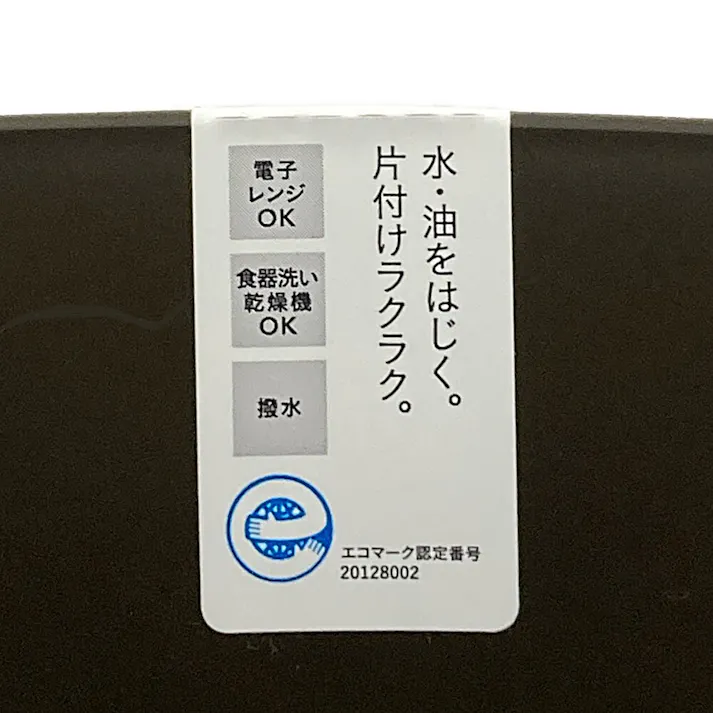 水・油をはじく。
片付けラクラク。
電子
レンジ
OK
食器洗い
乾燥機
OK
撥水
エコマーク認定番号
20128002